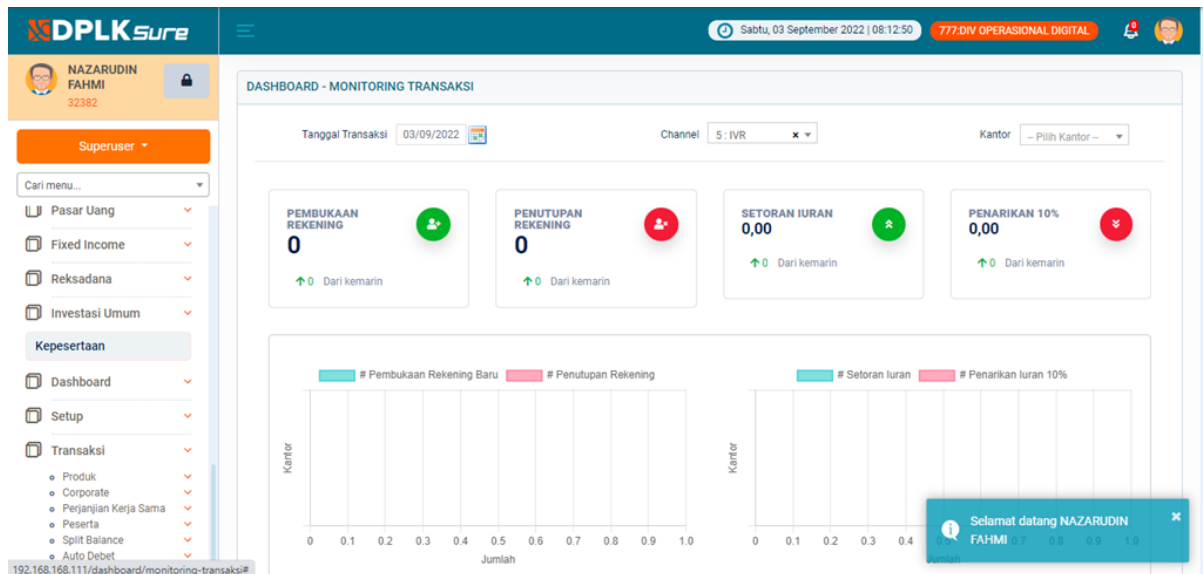 DPLKSure
Sabtu, 03 September 2022 | 08:12:50
777:DIV OPERASIONAL DIGITAL
0
NAZARUDIN
FAHMI
32382
Superuser
Cari menu...
Pasar Uang
Fixed Income
Reksadana
Investasi Umum
Kepesertaan
Dashboard
Setup
Transaksi
Produk
Corporate
Perjanjian Kerja Sama
Peserta
Split Balance
Auto Debet
192.168.168.111/dashboard/monitoring-transaksi#
DASHBOARD - MONITORING TRANSAKSI
Tanggal Transaksi 03/09/2022
Channel 5 : IVR x
Kantor -- Pilih Kantor --
PEMBUKAAN
REKENING
0
0 Dari kemarin
PENUTUPAN
REKENING
0
0 Dari kemarin
SETORAN IURAN
0,00
0 Dari kemarin
PENARIKAN 10%
0,00
0 Dari kemarin
# Pembukaan Rekening Baru # Penutupan Rekening
Kantor
0 0.1 0.2 0.3 0.4 0.5 0.6 0.7 0.8 0.9 1.0
Jumlah
# Setoran Iuran # Penarikan Iuran 10%
Kantor
0 0.1 0.2 0.3 0.4 0.5 0.6 0.7 0.8 0.9 1.0
Jumlah
Selamat datang NAZARUDIN
FAHMI